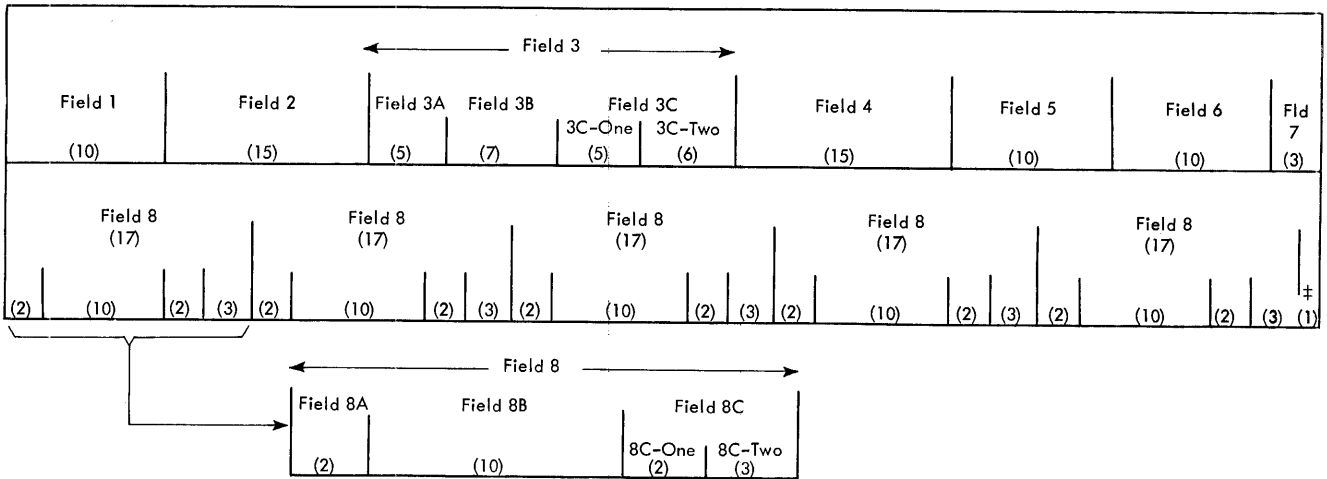 Field 3
Field 1 Field 2 Field 3A Field 3B Field 3C Field 4 Field 5 Field 6 Fld
3C-One 3C-Two 7
(10) (15) (5) (7) (5) (6) (15) (10) (10) (3)
Field 8 Field 8 Field 8 Field 8 Field 8
(17) (17) (17) (17) (17)
‡
(2) (10) (2) (3) (2) (10) (2) (3) (2) (10) (2) (3) (2) (10) (2) (3) (2) (10) (2) (3) (1)
Field 8
Field 8A Field 8B Field 8C
8C-One 8C-Two
(2) (10) (2) (3)